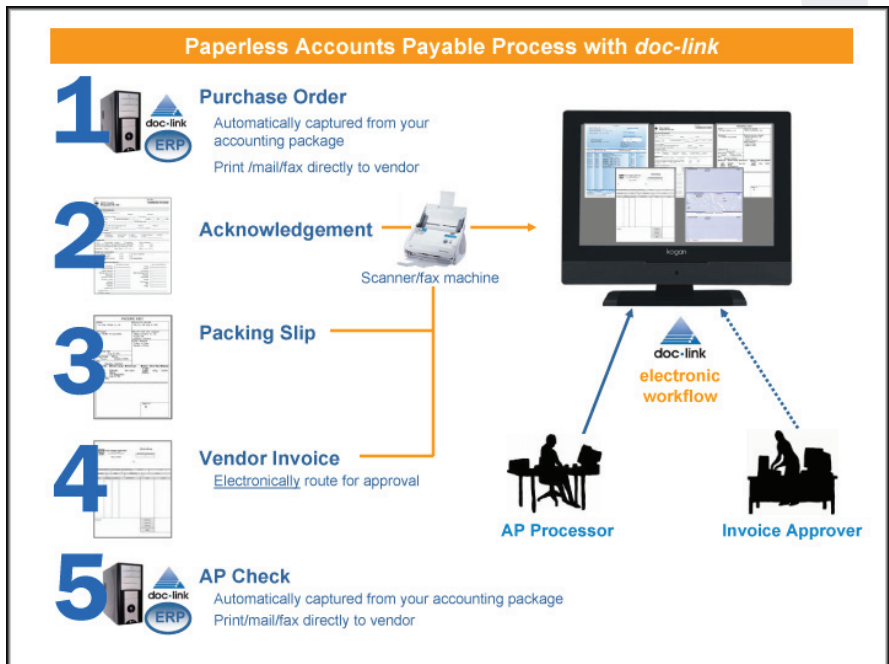 Paperless Accounts Payable Process with doc-link
1
doc-link
ERP
Purchase Order
Automatically captured from your
accounting package
Print /mail/fax directly to vendor
2
Acknowledgement
Scanner/fax machine
kogan
3
PACKING SLIP
Packing Slip
doc-link
electronic
workflow
4
Vendor Invoice
Electronically route for approval
AP Processor
Invoice Approver
5
doc-link
ERP
AP Check
Automatically captured from your accounting package
Print/mail/fax directly to vendor